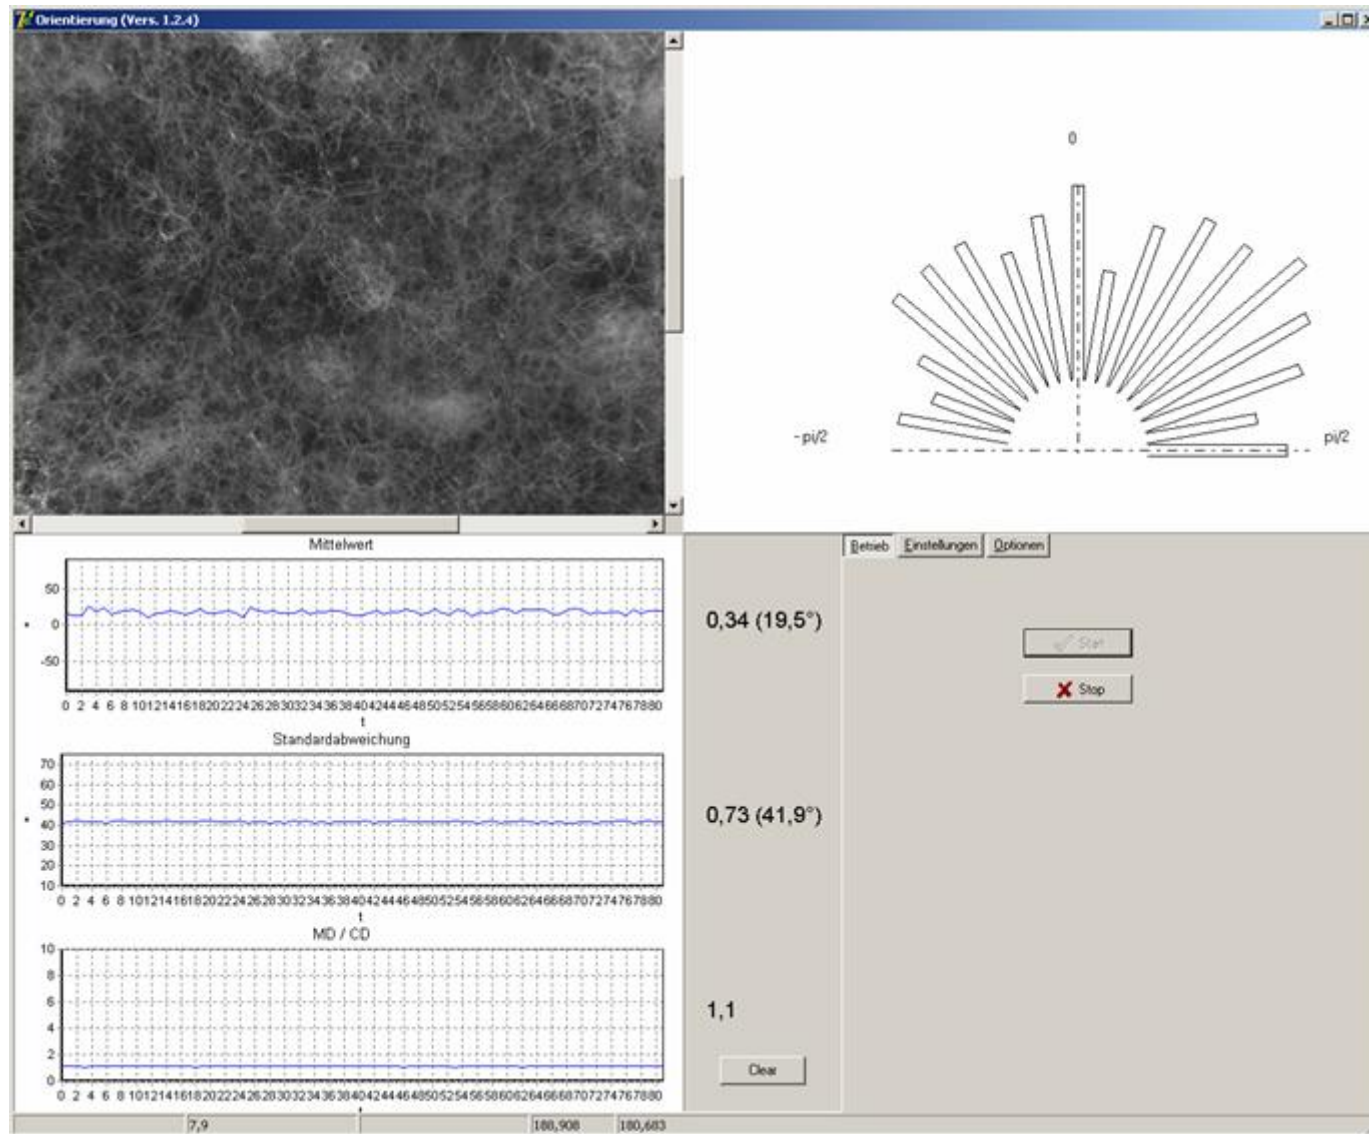 Orientierung (Vers. 1.2.4)
0
-pi/2
pi/2
Mittelwert
50
0
-50
°
0 2 4 6 8 10 12 14 16 18 20 22 24 26 28 30 32 34 36 38 40 42 44 46 48 50 52 54 56 58 60 62 64 66 68 70 72 74 76 78 80
t
Standardabweichung
70
60
50
40
30
20
10
°
0 2 4 6 8 10 12 14 16 18 20 22 24 26 28 30 32 34 36 38 40 42 44 46 48 50 52 54 56 58 60 62 64 66 68 70 72 74 76 78 80
t
MD / CD
10
8
6
4
2
0
0 2 4 6 8 10 12 14 16 18 20 22 24 26 28 30 32 34 36 38 40 42 44 46 48 50 52 54 56 58 60 62 64 66 68 70 72 74 76 78 80
0,34 (19,5°)
0,73 (41,9°)
1,1
Clear
Betrieb Einstellungen Optionen
Start
Stop
7,9 188,908 180,683